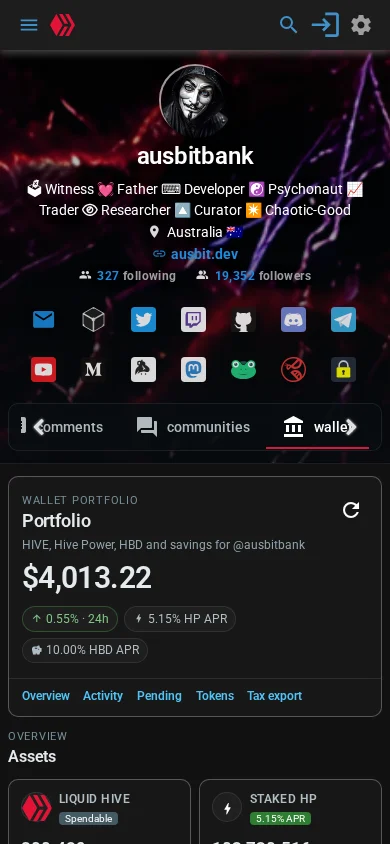 ausbitbank
🗳 Witness 💓 Father ⌨ Developer ☯ Psychonaut 📈
Trader 👁 Researcher 🔼 Curator ✴ Chaotic-Good
Australia 🇦🇺
ausbit.dev
327 following 19,352 followers
omments communities walle
WALLET PORTFOLIO
Portfolio
HIVE, Hive Power, HBD and savings for @ausbitbank
$4,013.22
0.55% · 24h 5.15% HP APR
10.00% HBD APR
Overview Activity Pending Tokens Tax export
OVERVIEW
Assets
LIQUID HIVE STAKED HP
Spendable 5.15% APR